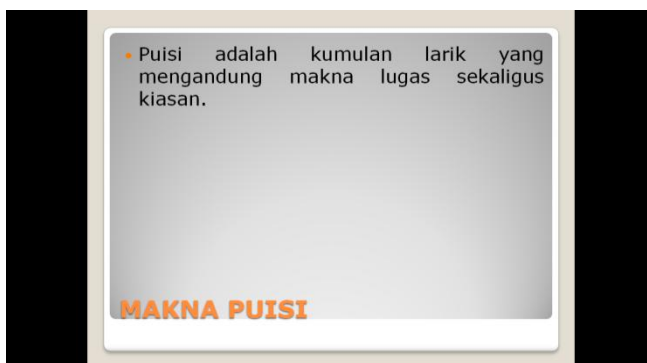 Puisi adalah kumulan larik yang
mengandung makna lugas sekaligus
kiasan.
MAKNA PUISI